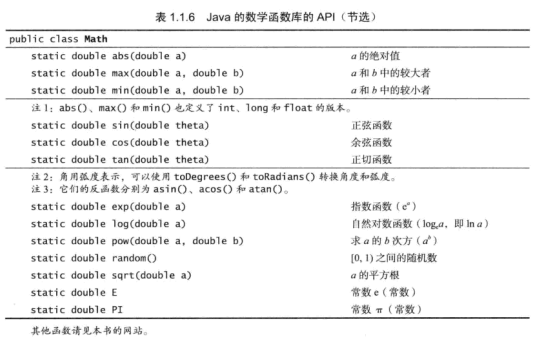 表 1.1.6 Java 的数学函数库的 API（节选）
public class Math
static double abs(double a) a 的绝对值
static double max(double a, double b) a 和 b 中的较大者
static double min(double a, double b) a 和 b 中的较小者
注 1：abs()、max() 和 min() 也定义了 int、long 和 float 的版本。
static double sin(double theta) 正弦函数
static double cos(double theta) 余弦函数
static double tan(double theta) 正切函数
注 2：角用弧度表示，可以使用 toDegrees() 和 toRadians() 转换角度和弧度。
注 3：它们的反函数分别为 asin()、acos() 和 atan()。
static double exp(double a) 指数函数（eᵃ）
static double log(double a) 自然对数函数（logₑa，即 ln a）
static double pow(double a, double b) 求 a 的 b 次方（aᵇ）
static double random() [0, 1) 之间的随机数
static double sqrt(double a) a 的平方根
static double E 常数 e（常数）
static double PI 常数 π（常数）
其他函数请见本书的网站。